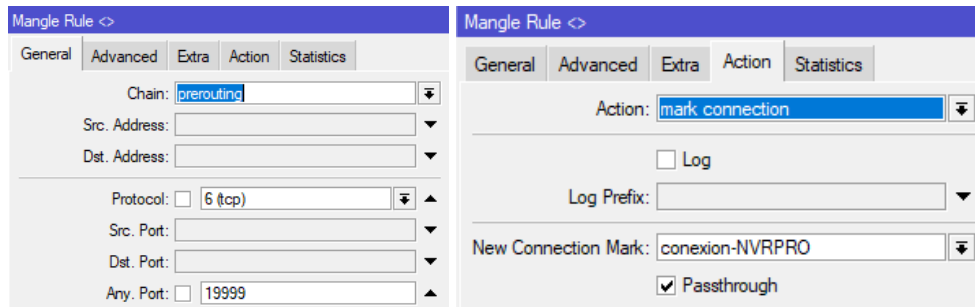 Mangle Rule <>
General Advanced Extra Action Statistics
Chain: prerouting
Src. Address:
Dst. Address:
Protocol: 6 (tcp)
Src. Port:
Dst. Port:
Any. Port: 19999
Mangle Rule <>
General Advanced Extra Action Statistics
Action: mark connection
Log
Log Prefix:
New Connection Mark: conexion-NVRPRO
Passthrough